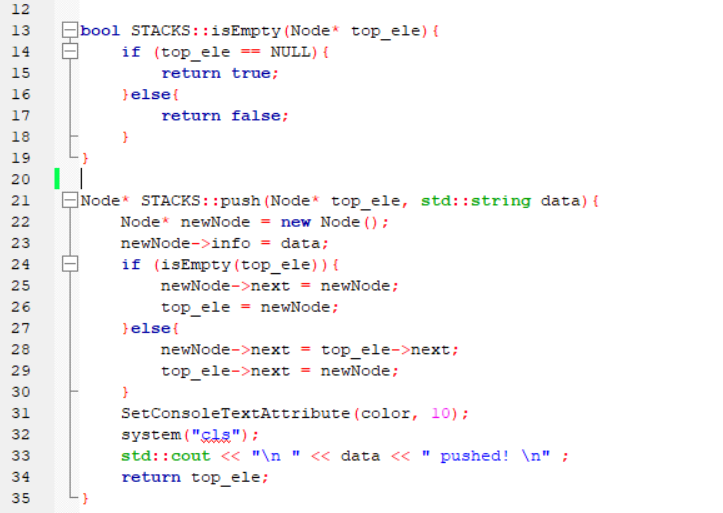 12
13 bool STACKS::isEmpty(Node* top_ele){
14     if (top_ele == NULL){
15         return true;
16     }else{
17         return false;
18     }
19 }
20
21 Node* STACKS::push(Node* top_ele, std::string data){
22     Node* newNode = new Node();
23     newNode->info = data;
24     if (isEmpty(top_ele)){
25         newNode->next = newNode;
26         top_ele = newNode;
27     }else{
28         newNode->next = top_ele->next;
29         top_ele->next = newNode;
30     }
31     SetConsoleTextAttribute(color, 10);
32     system("cls");
33     std::cout << "\n " << data << " pushed! \n" ;
34     return top_ele;
35 }